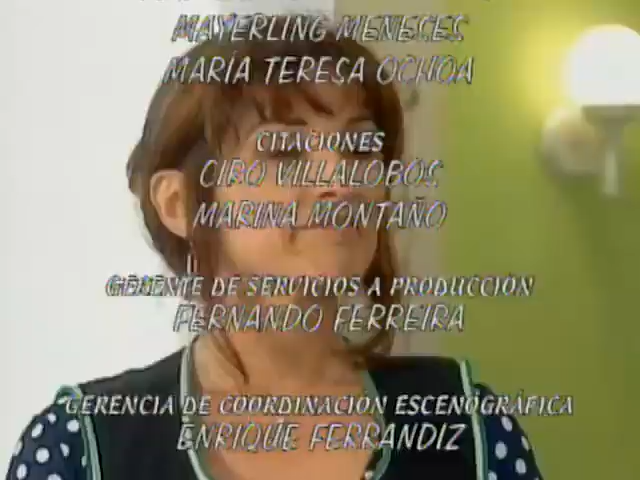 MAYERLING MENESES
MARÍA TERESA OCHOA
CITACIONES
CIRO VILLALOBOS
MARINA MONTAÑO
GERENTE DE SERVICIOS A PRODUCCIÓN
FERNANDO FERREIRA
GERENCIA DE COORDINACIÓN ESCENOGRÁFICA
ENRIQUE FERRANDIZ